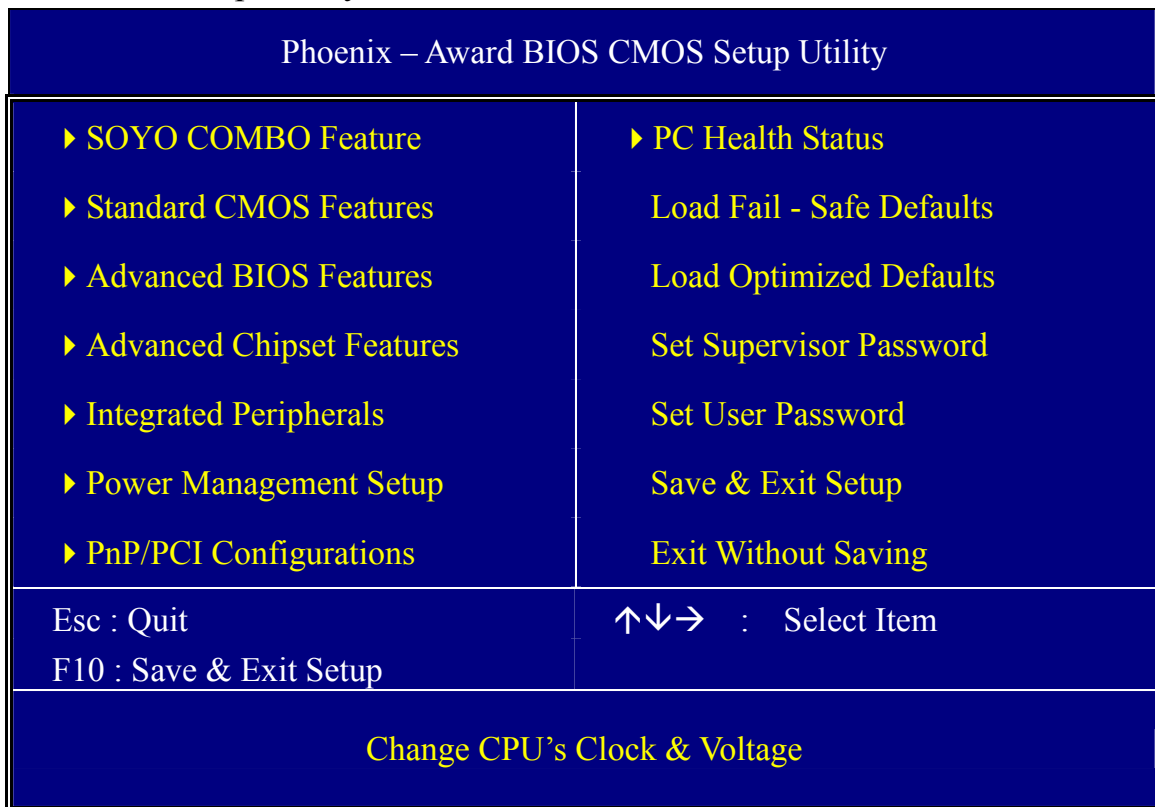 Phoenix – Award BIOS CMOS Setup Utility
▸ SOYO COMBO Feature
▸ Standard CMOS Features
▸ Advanced BIOS Features
▸ Advanced Chipset Features
▸ Integrated Peripherals
▸ Power Management Setup
▸ PnP/PCI Configurations
▸ PC Health Status
Load Fail - Safe Defaults
Load Optimized Defaults
Set Supervisor Password
Set User Password
Save & Exit Setup
Exit Without Saving
Esc : Quit
F10 : Save & Exit Setup
↑↓→ : Select Item
Change CPU’s Clock & Voltage